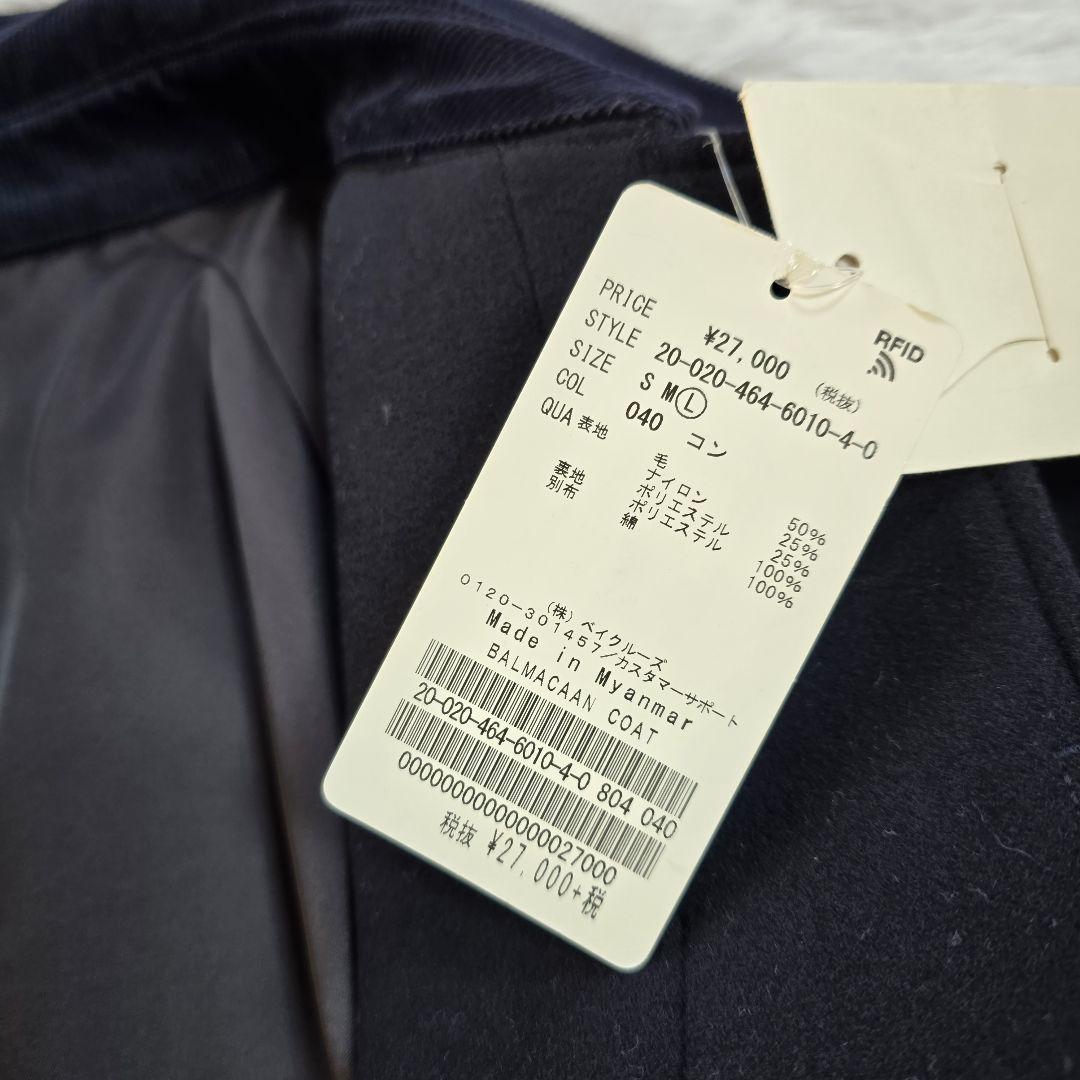 RFID
PRICE ¥27,000 (税抜)
STYLE 20-020-464-6010-4-0
SIZE S M L
COL 040 コン
QUA 表地 毛 50%
ナイロン 25%
ポリエステル 25%
裏地 ポリエステル 100%
別布 綿 100%
(株)ベイクルーズ
0120-301457/カスタマーサポート
Made in Myanmar
BALMACAAN COAT
20-020-464-6010-4-0 804 040
0000000000000027000
税抜 ¥27,000+税